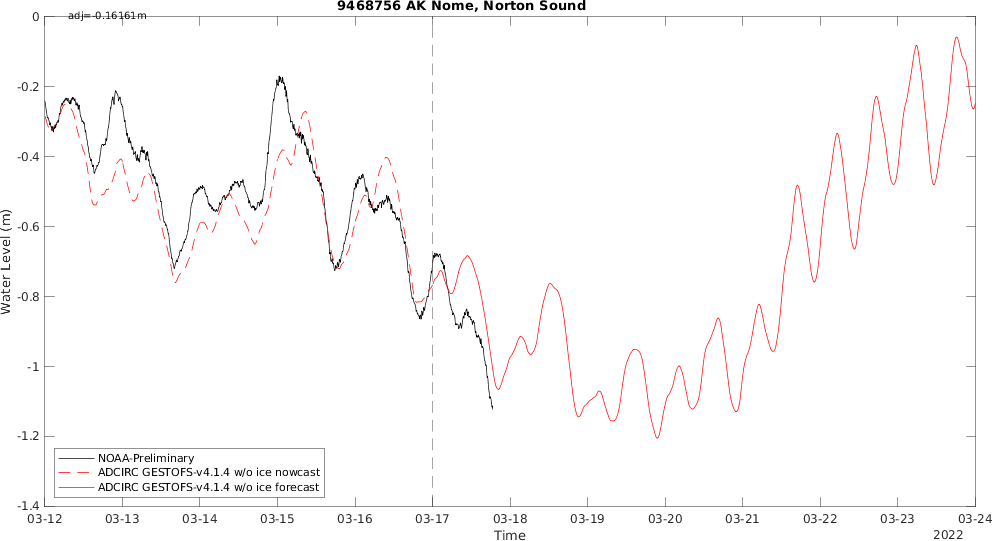 9468756 AK Nome, Norton Sound
adj=-0.16161m
0
-0.2
-0.4
-0.6
-0.8
-1
-1.2
-1.4
Water Level (m)
NOAA-Preliminary
ADCIRC GESTOFS-v4.1.4 w/o ice nowcast
ADCIRC GESTOFS-v4.1.4 w/o ice forecast
03-12 03-13 03-14 03-15 03-16 03-17 03-18 03-19 03-20 03-21 03-22 03-23 03-24
Time
2022